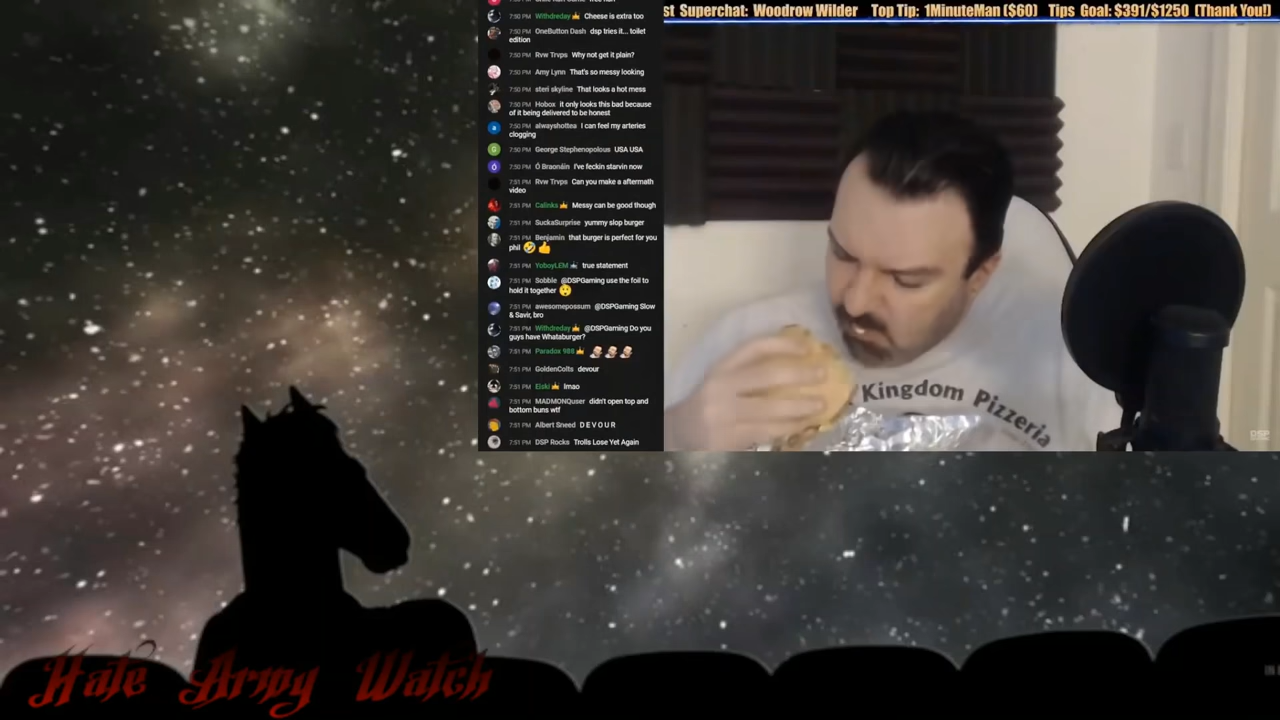 st Superchat: Woodrow Wilder Top Tip: 1MinuteMan ($60) Tips Goal: $391/$1250 (Thank You!)
7:50 PM Withdreday Cheese is extra too
7:50 PM OneButton Dash dsp tries it... toilet
edition
7:50 PM Rvw Trvps Why not get it plain?
7:50 PM Amy Lynn That's so messy looking
7:50 PM steri skyline That looks a hot mess
7:50 PM Hobox it only looks this bad because
of it being delivered to be honest
7:50 PM alwayshottea I can feel my arteries
clogging
7:50 PM George Stephenopolous USA USA
7:50 PM Ó Braonáin I've feckin starvin now
7:51 PM Rvw Trvps Can you make a aftermath
video
7:51 PM Calinks Messy can be good though
7:51 PM SuckaSurprise yummy slop burger
7:51 PM Benjamin that burger is perfect for you
phil 🤣👍
7:51 PM YoboyLEM true statement
7:51 PM Sobble @DSPGaming use the foil to
hold it together 😲
7:51 PM awesomepossum @DSPGaming Slow
& Savir, bro
7:51 PM Withdreday @DSPGaming Do you
guys have Whataburger?
7:51 PM Paradox 988
7:51 PM GoldenColts devour
7:51 PM Eiski lmao
7:51 PM MADMONQuser didn't open top and
bottom buns wtf
7:51 PM Albert Sneed D E V O U R
7:51 PM DSP Rocks Trolls Lose Yet Again
Kingdom Pizzeria
DSP
Hate Army Watch